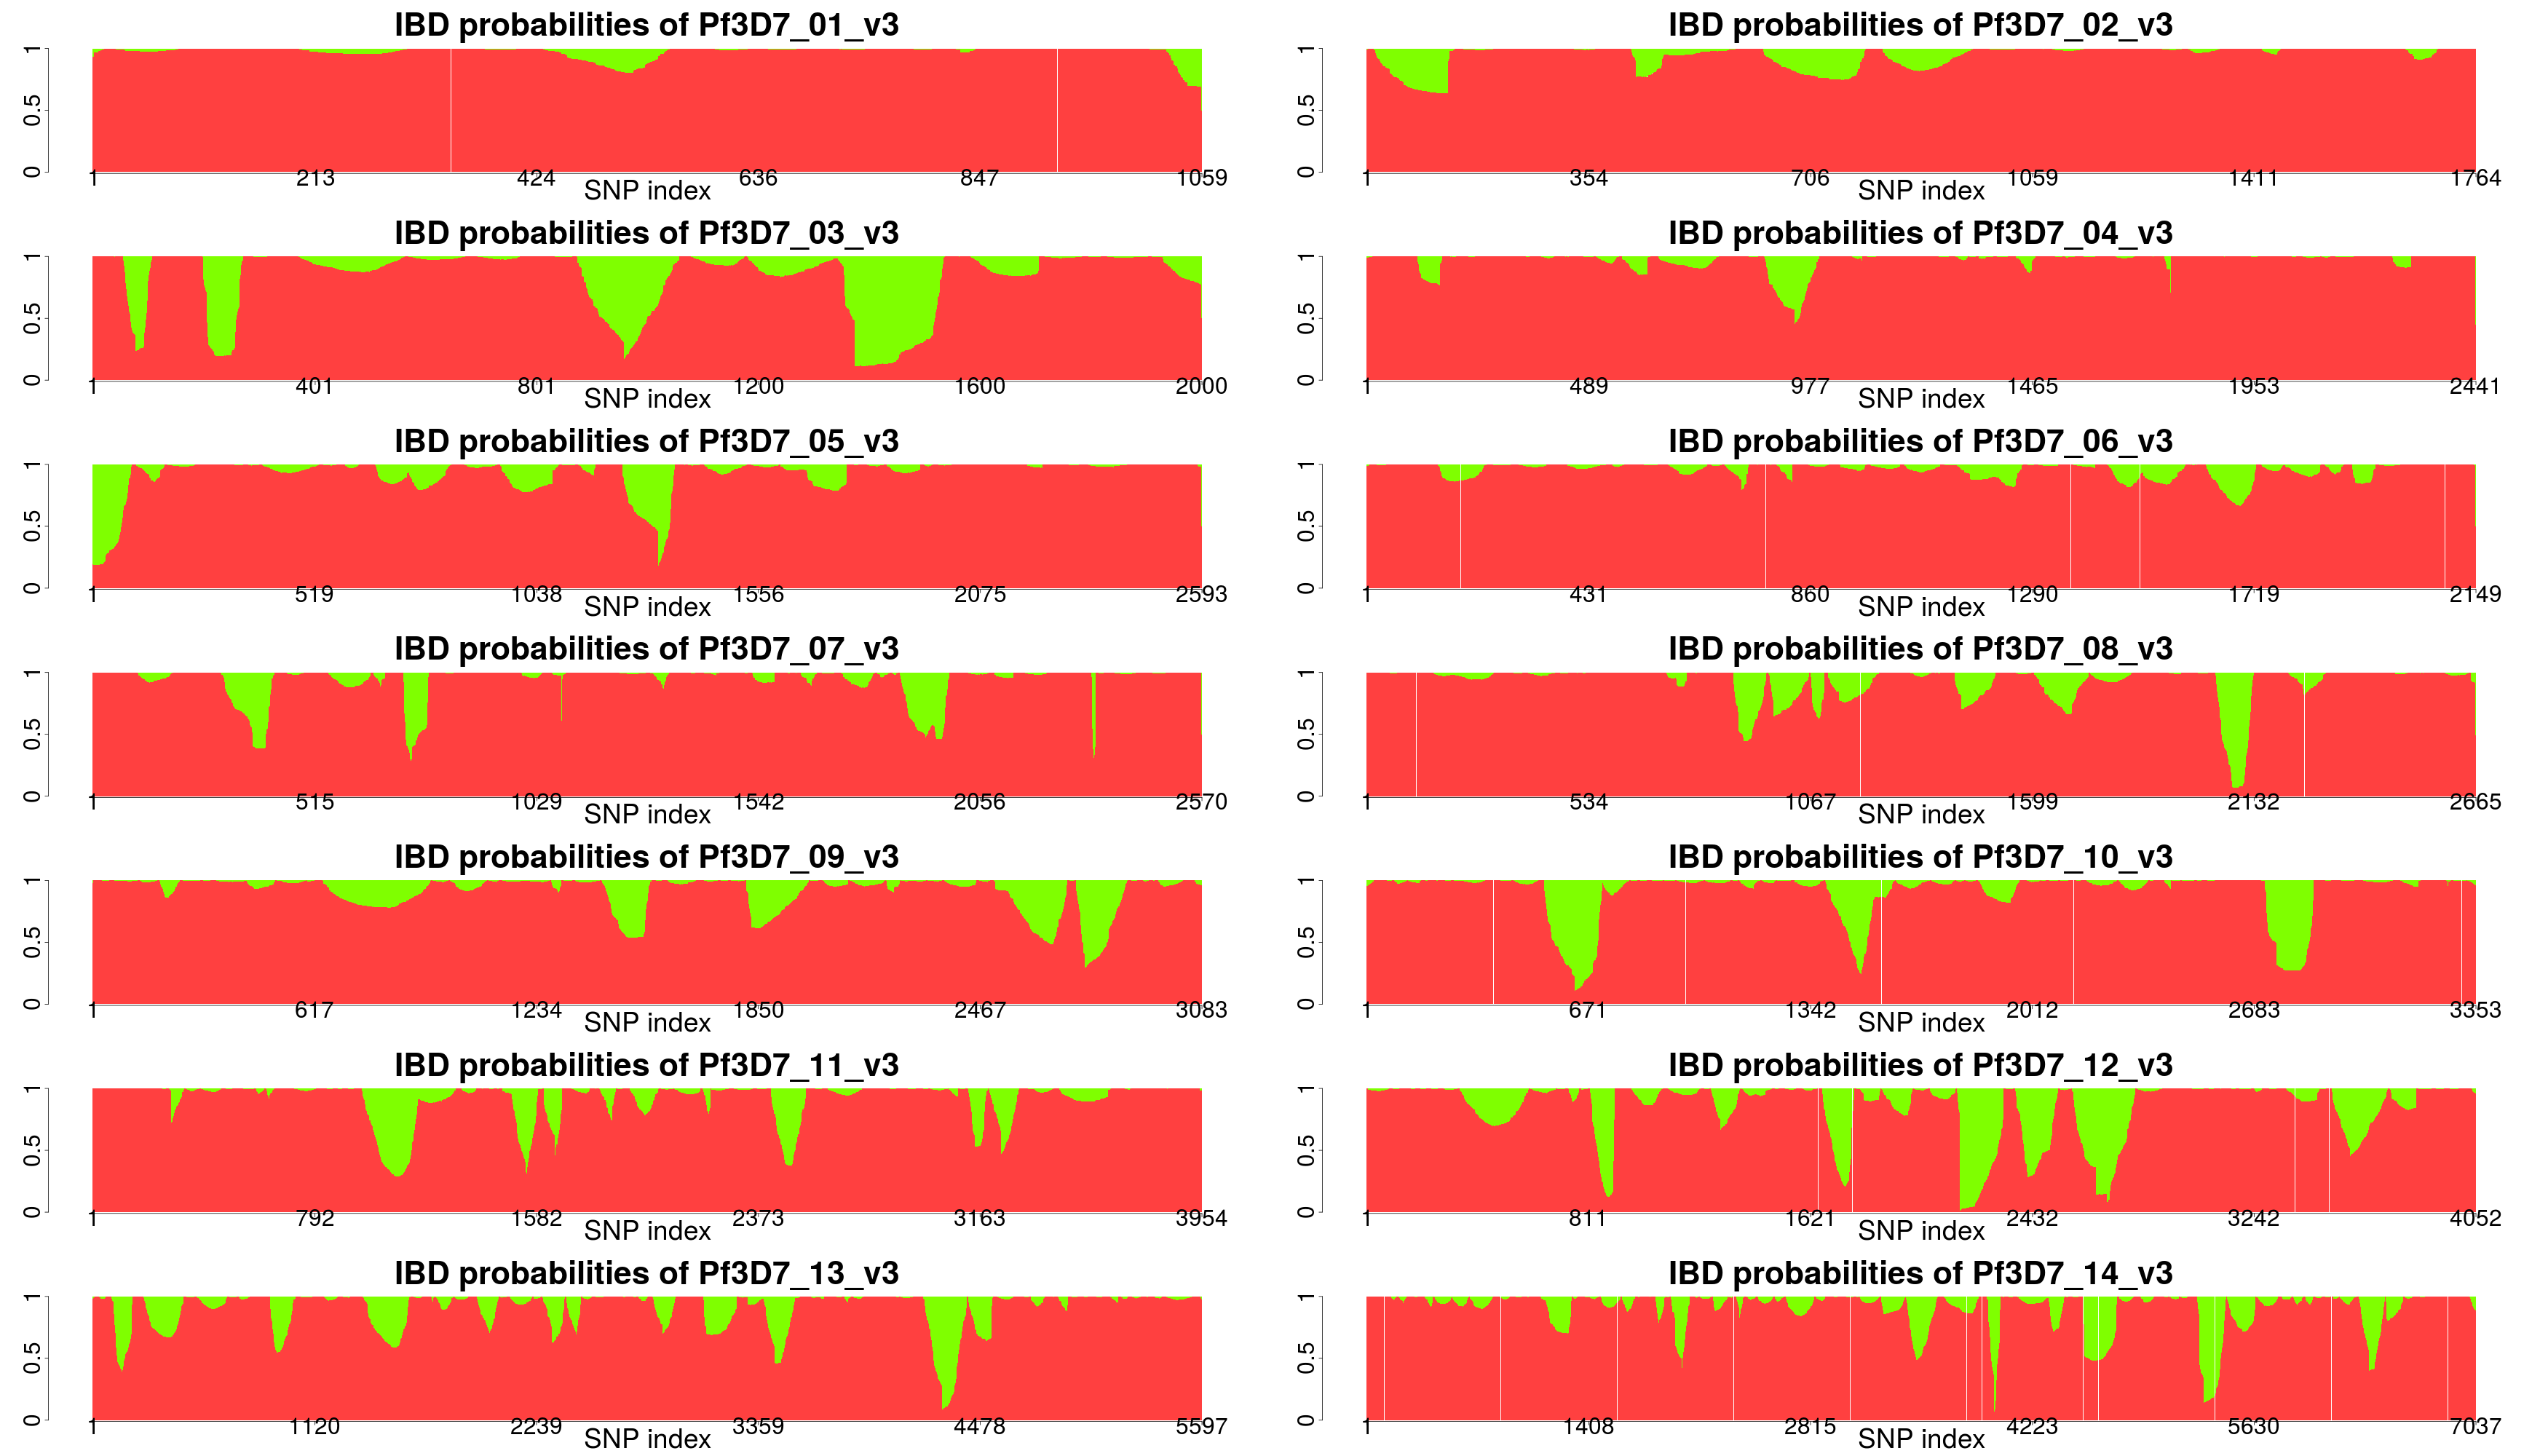 IBD probabilities of Pf3D7_01_v3
0 0.5 1
1 213 424 636 847 1059
SNP index
IBD probabilities of Pf3D7_02_v3
0 0.5 1
1 354 706 1059 1411 1764
SNP index
IBD probabilities of Pf3D7_03_v3
0 0.5 1
1 401 801 1200 1600 2000
SNP index
IBD probabilities of Pf3D7_04_v3
0 0.5 1
1 489 977 1465 1953 2441
SNP index
IBD probabilities of Pf3D7_05_v3
0 0.5 1
1 519 1038 1556 2075 2593
SNP index
IBD probabilities of Pf3D7_06_v3
0 0.5 1
1 431 860 1290 1719 2149
SNP index
IBD probabilities of Pf3D7_07_v3
0 0.5 1
1 515 1029 1542 2056 2570
SNP index
IBD probabilities of Pf3D7_08_v3
0 0.5 1
1 534 1067 1599 2132 2665
SNP index
IBD probabilities of Pf3D7_09_v3
0 0.5 1
1 617 1234 1850 2467 3083
SNP index
IBD probabilities of Pf3D7_10_v3
0 0.5 1
1 671 1342 2012 2683 3353
SNP index
IBD probabilities of Pf3D7_11_v3
0 0.5 1
1 792 1582 2373 3163 3954
SNP index
IBD probabilities of Pf3D7_12_v3
0 0.5 1
1 811 1621 2432 3242 4052
SNP index
IBD probabilities of Pf3D7_13_v3
0 0.5 1
1 1120 2239 3359 4478 5597
SNP index
IBD probabilities of Pf3D7_14_v3
0 0.5 1
1 1408 2815 4223 5630 7037
SNP index